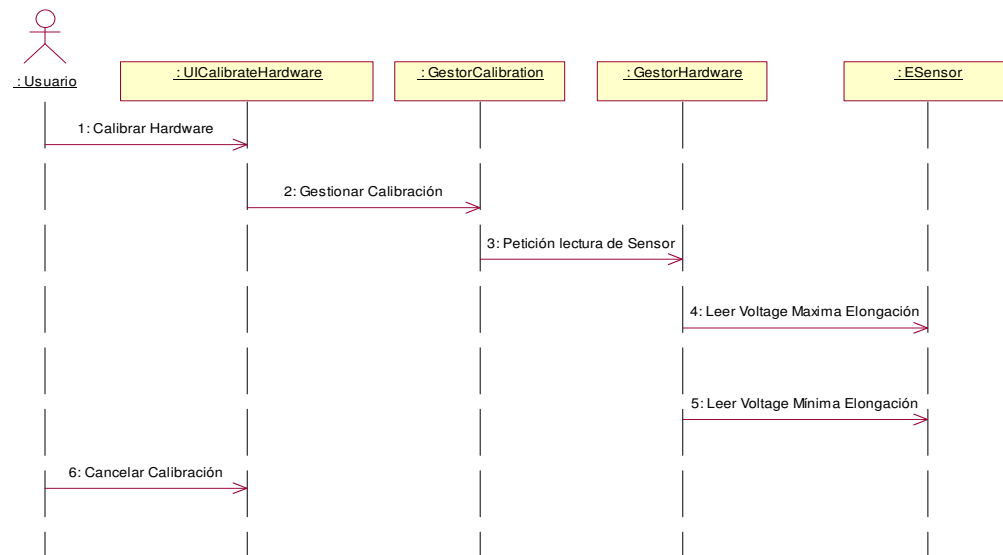 : Usuario
: UICalibrateHardware
: GestorCalibration
: GestorHardware
: ESensor
1: Calibrar Hardware
2: Gestionar Calibración
3: Petición lectura de Sensor
4: Leer Voltage Maxima Elongación
5: Leer Voltage Mínima Elongación
6: Cancelar Calibración